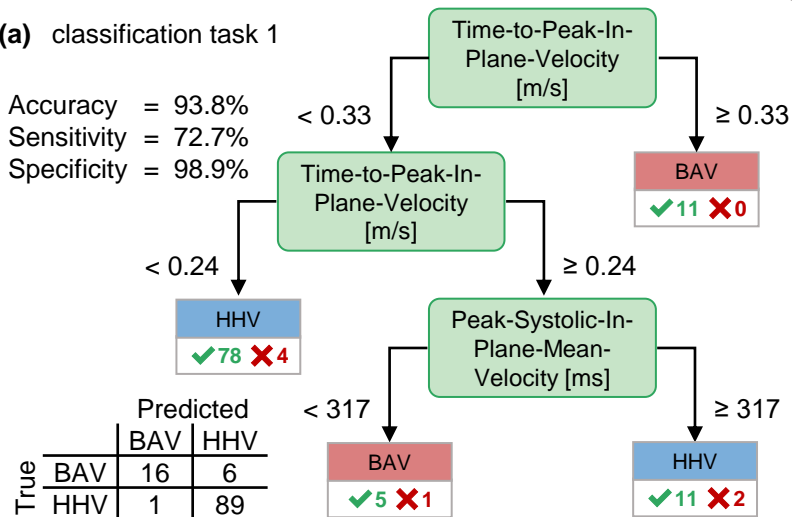 (a) classification task 1
Accuracy = 93.8%
Sensitivity = 72.7%
Specificity = 98.9%
Time-to-Peak-In-
Plane-Velocity
[m/s]
< 0.33
≥ 0.33
Time-to-Peak-In-
Plane-Velocity
[m/s]
BAV
✔11 ✖0
< 0.24
≥ 0.24
HHV
✔78 ✖4
Peak-Systolic-In-
Plane-Mean-
Velocity [ms]
< 317
≥ 317
BAV
✔5 ✖1
HHV
✔11 ✖2
Predicted
BAV HHV
True
BAV 16 6
HHV 1 89